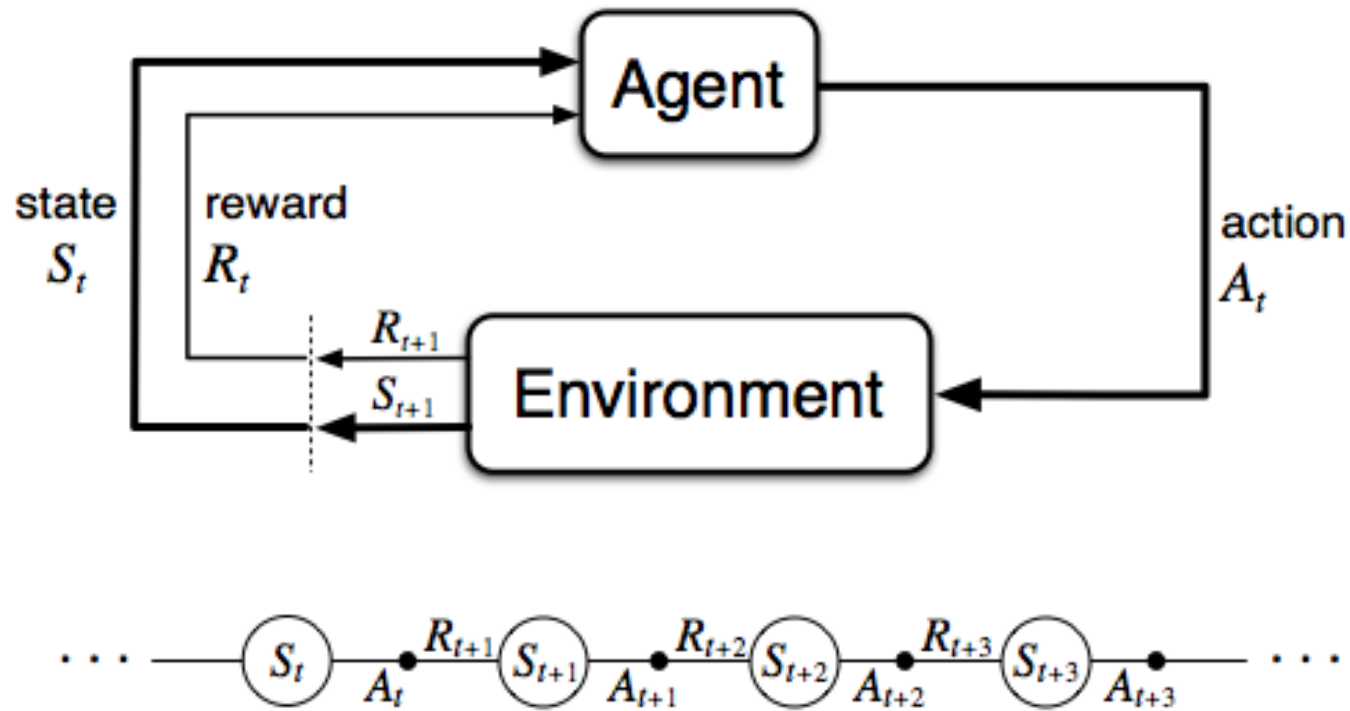 Agent
state
S_t
reward
R_t
action
A_t
R_{t+1}
S_{t+1}
Environment
· · · S_t A_t R_{t+1} S_{t+1} A_{t+1} R_{t+2} S_{t+2} A_{t+2} R_{t+3} S_{t+3} A_{t+3} · · ·